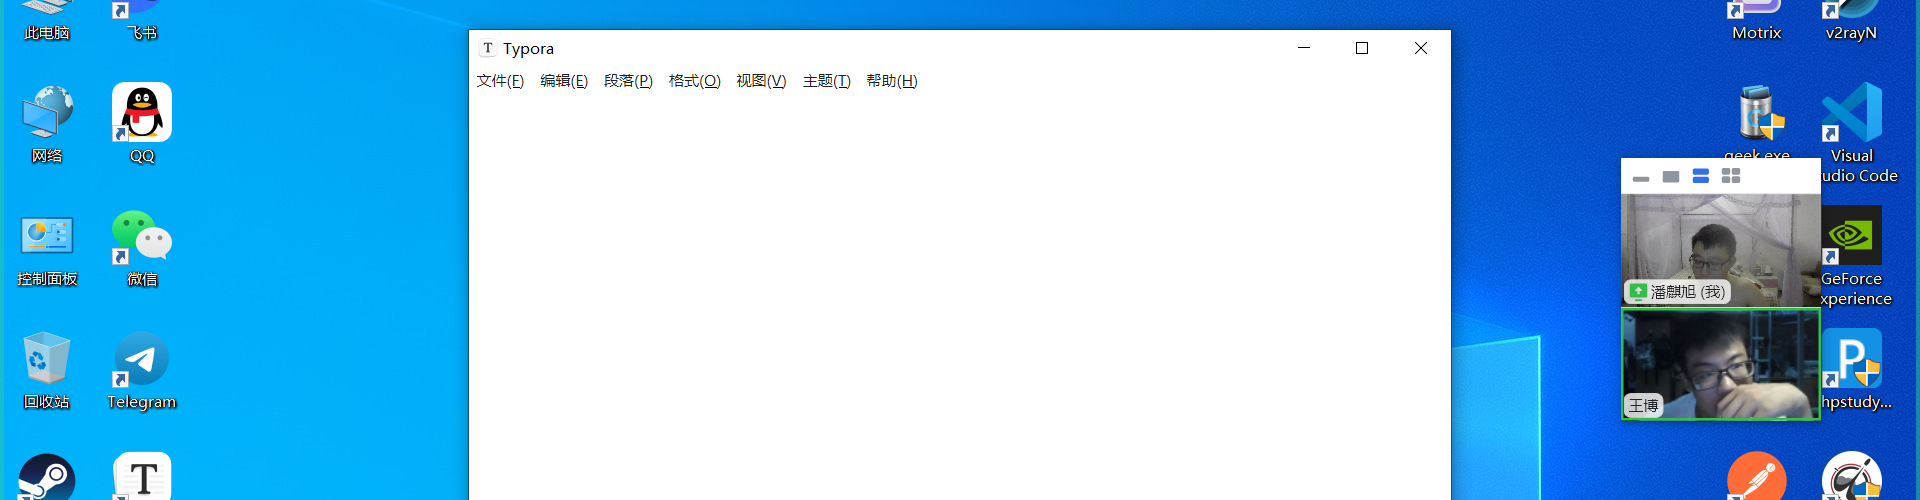 此电脑
飞书
Motrix
v2rayN
Typora
文件(F) 编辑(E) 段落(P) 格式(O) 视图(V) 主题(T) 帮助(H)
网络
QQ
geek.exe
Visual
tudio Code
控制面板
微信
GeForce
xperience
潘麒旭 (我)
回收站
Telegram
王博
hpstudy...
T